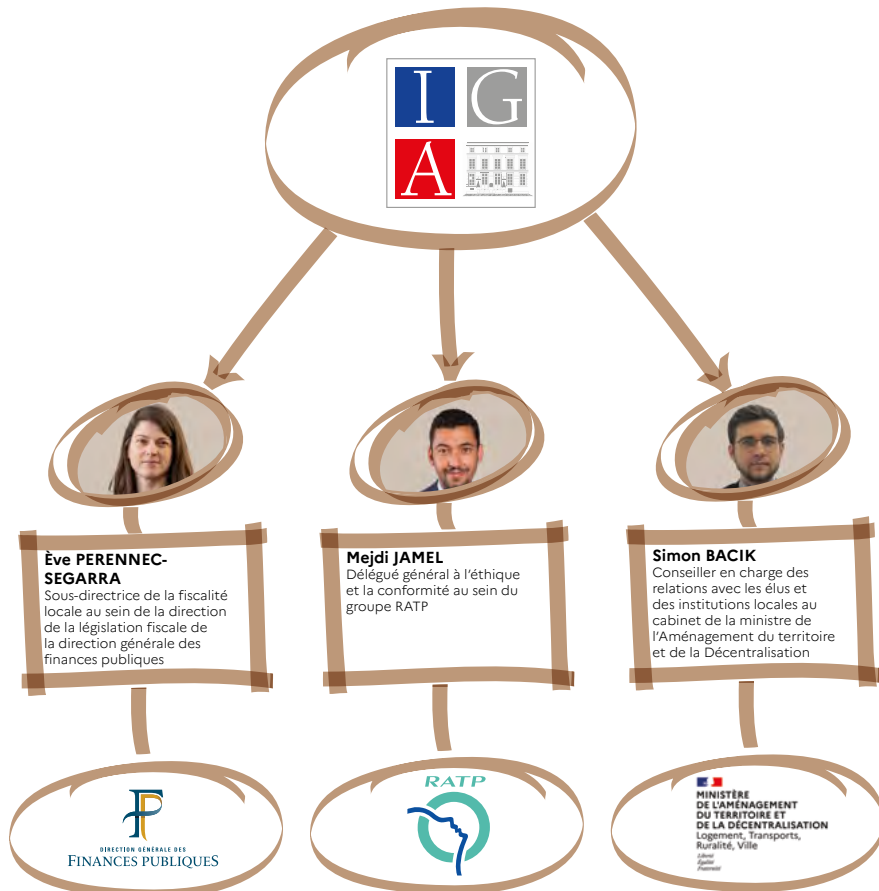 I G
A
Ève PERENNEC-
SEGARRA
Sous-directrice de la fiscalité
locale au sein de la direction
de la législation fiscale de
la direction générale des
finances publiques
Mejdi JAMEL
Délégué général à l'éthique
et la conformité au sein du
groupe RATP
Simon BACIK
Conseiller en charge des
relations avec les élus et
des institutions locales au
cabinet de la ministre de
l'Aménagement du territoire
et de la Décentralisation
DIRECTION GÉNÉRALE DES
FINANCES PUBLIQUES
RATP
MINISTÈRE
DE L'AMÉNAGEMENT
DU TERRITOIRE ET
DE LA DÉCENTRALISATION
Logement, Transports,
Ruralité, Ville
Liberté
Égalité
Fraternité